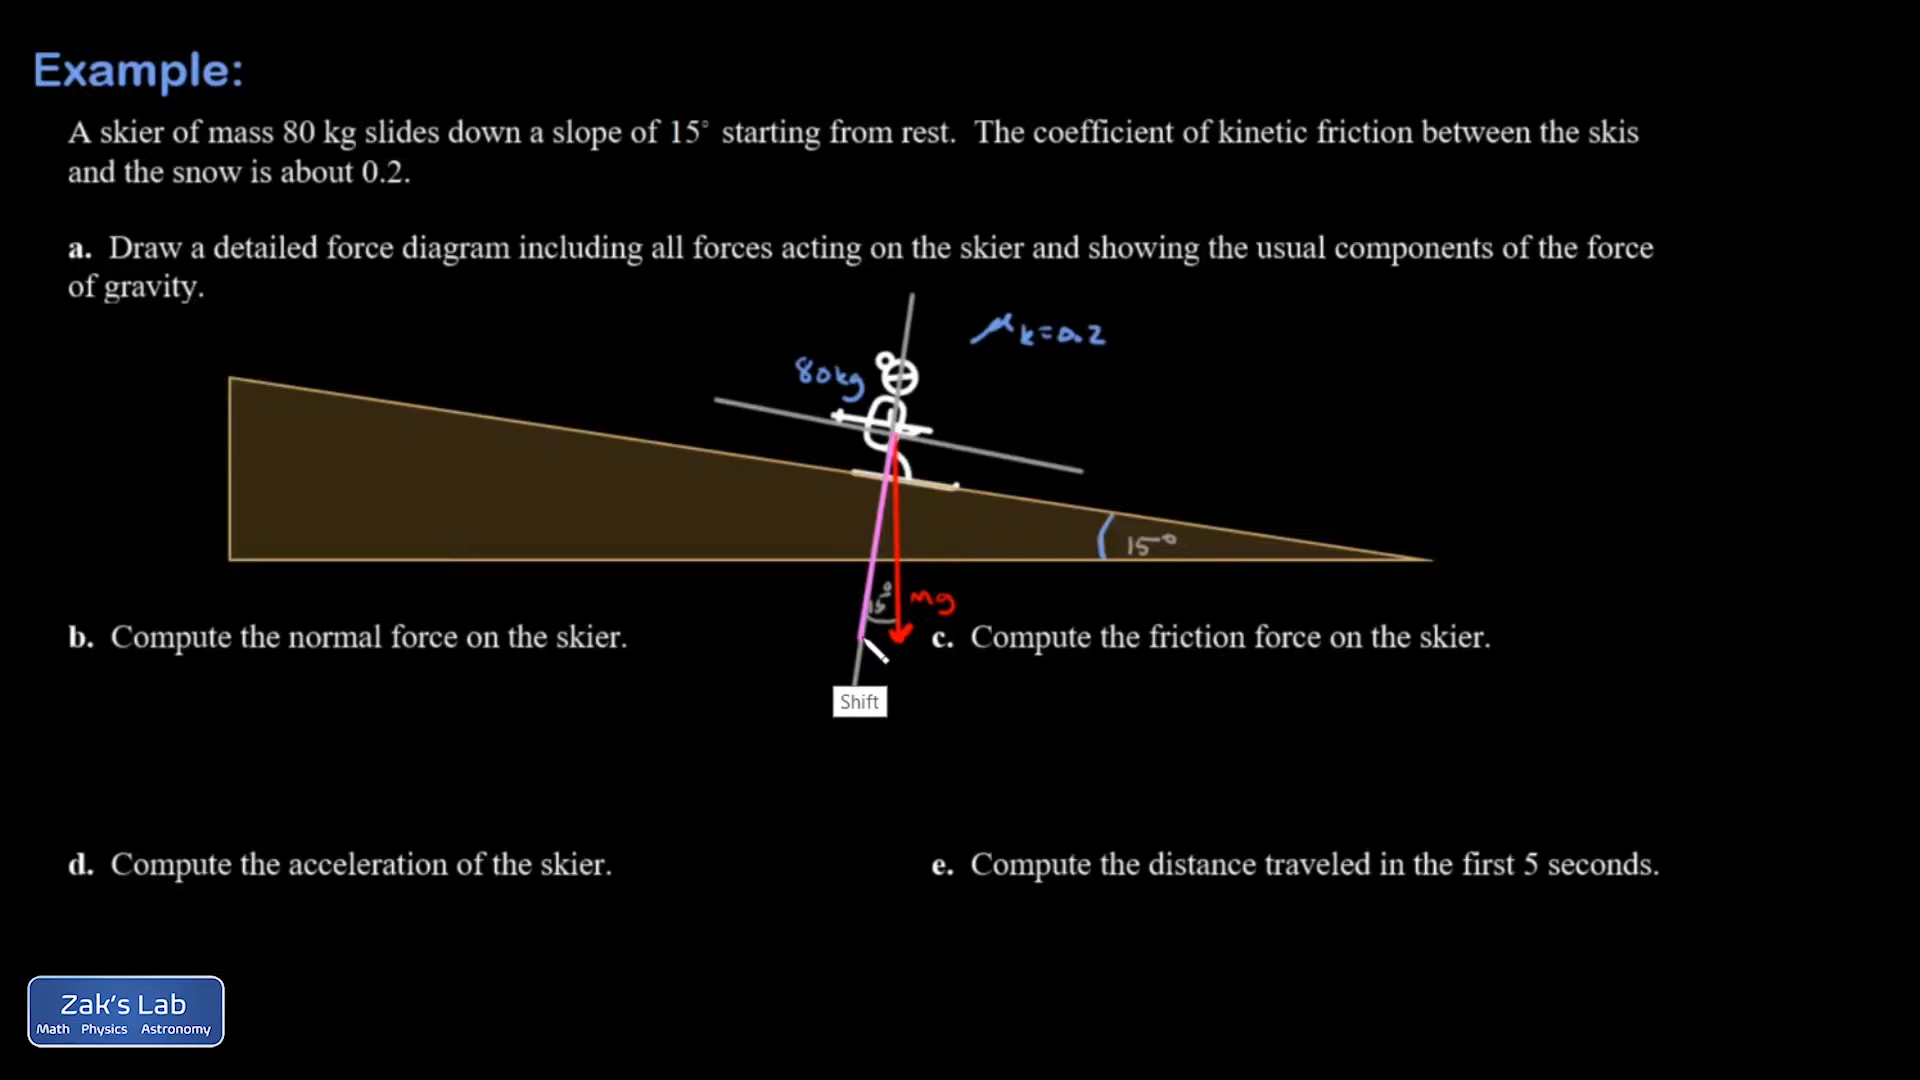 Example:
A skier of mass 80 kg slides down a slope of 15° starting from rest. The coefficient of kinetic friction between the skis
and the snow is about 0.2.
a. Draw a detailed force diagram including all forces acting on the skier and showing the usual components of the force
of gravity.
μk=0.2
80kg
15°
15°
mg
b. Compute the normal force on the skier.
c. Compute the friction force on the skier.
Shift
d. Compute the acceleration of the skier.
e. Compute the distance traveled in the first 5 seconds.
Zak's Lab
Math Physics Astronomy